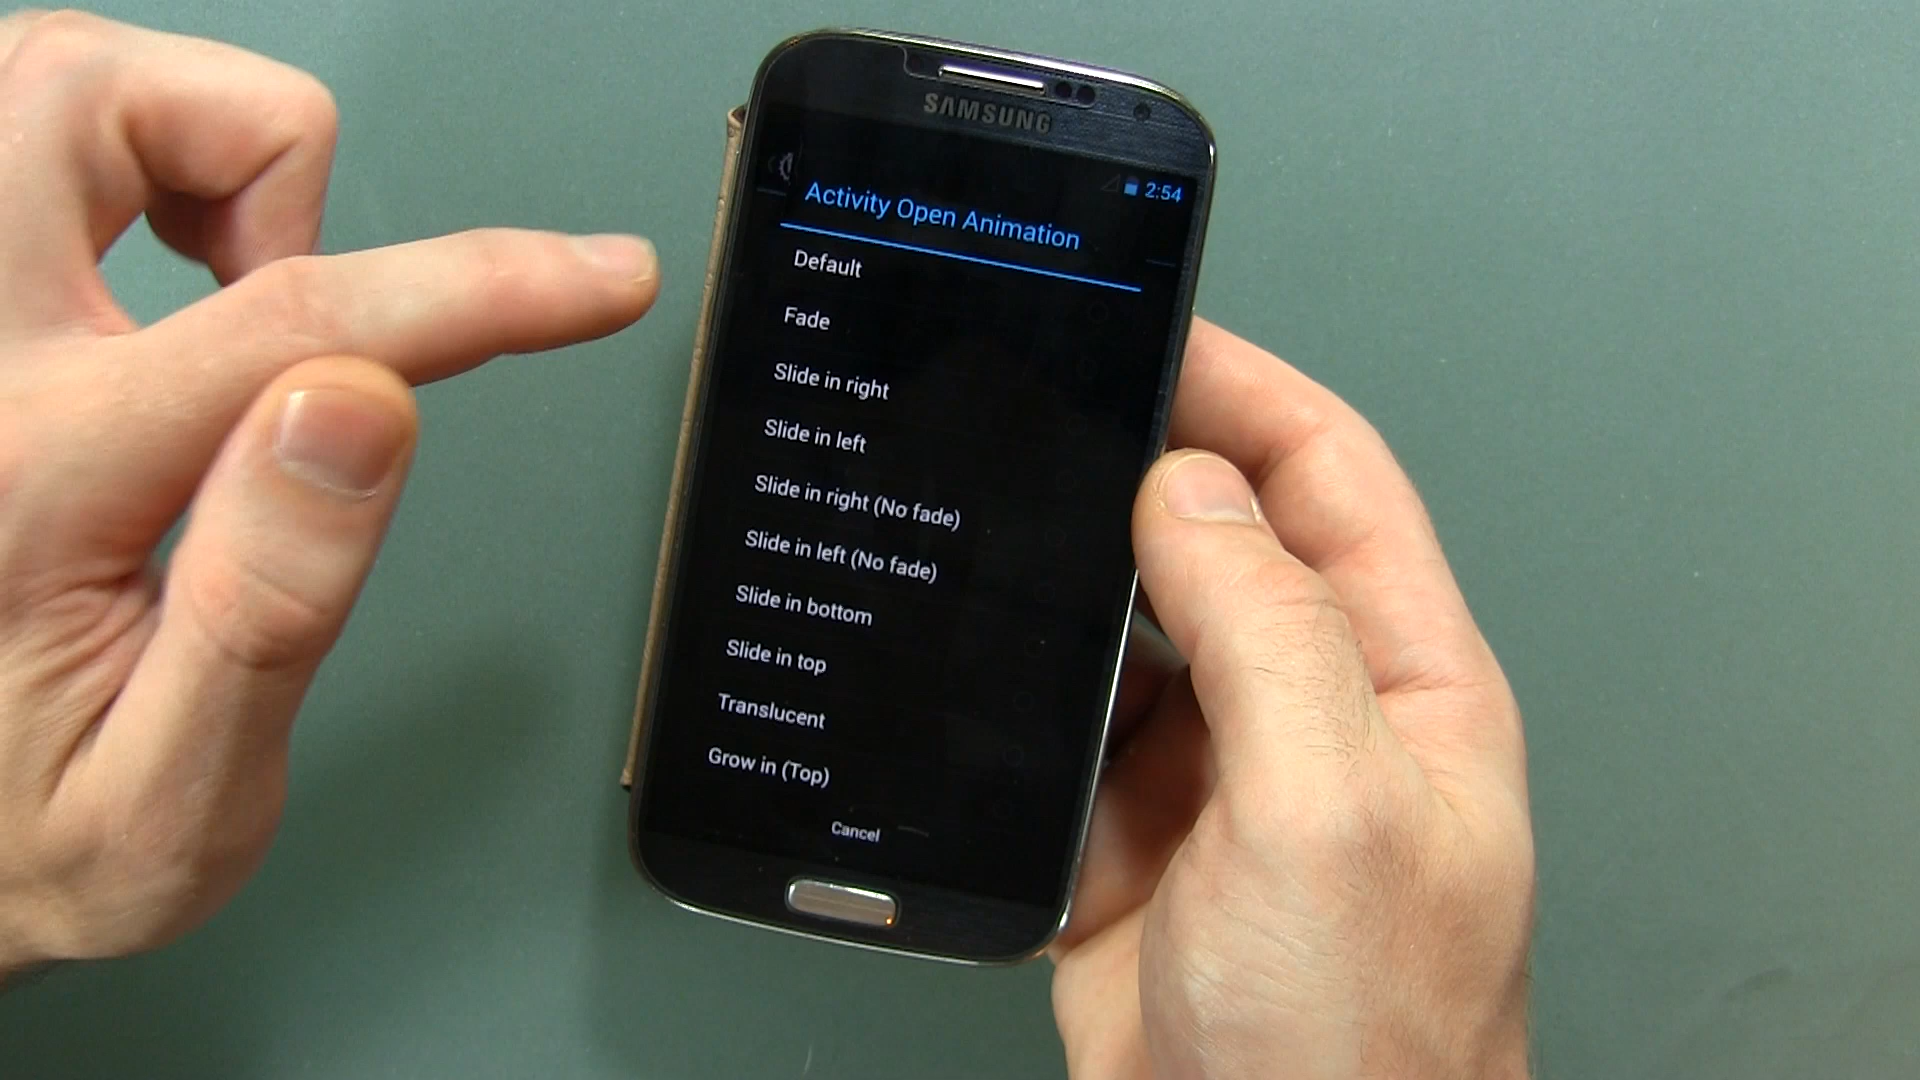 SAMSUNG
2:54
Activity Open Animation
Default
Fade
Slide in right
Slide in left
Slide in right (No fade)
Slide in left (No fade)
Slide in bottom
Slide in top
Translucent
Grow in (Top)
Cancel